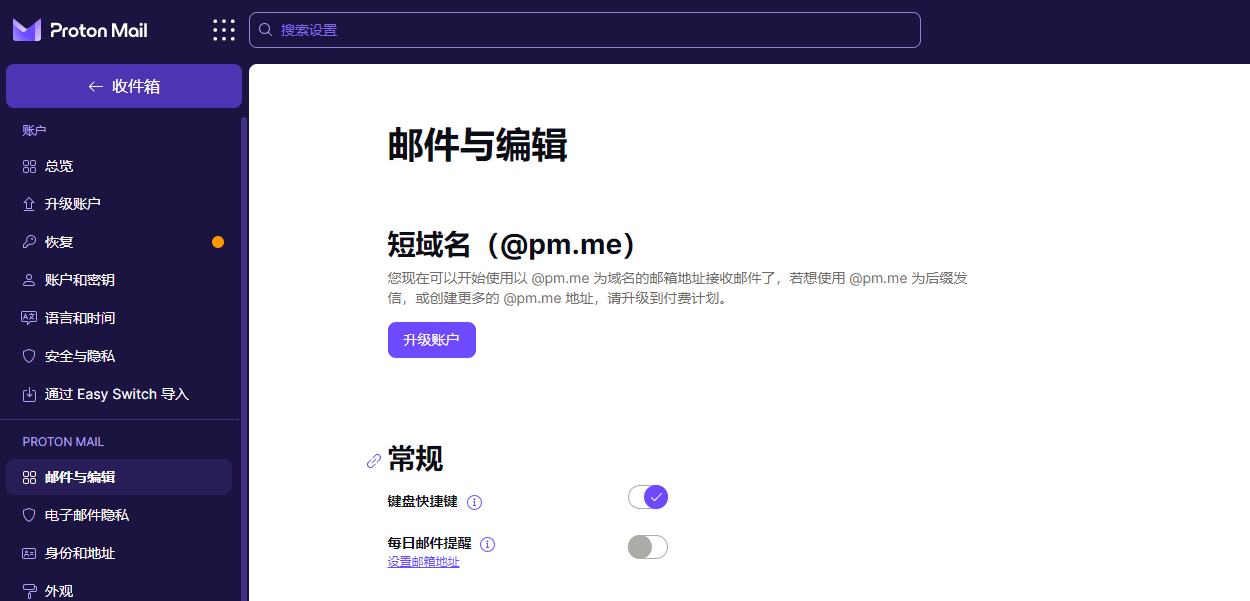 Proton Mail
搜索设置
← 收件箱
账户
总览
升级账户
恢复
账户和密钥
语言和时间
安全与隐私
通过 Easy Switch 导入
PROTON MAIL
邮件与编辑
电子邮件隐私
身份和地址
外观
邮件与编辑
短域名（@pm.me）
您现在可以开始使用以 @pm.me 为域名的邮箱地址接收邮件了，若想使用 @pm.me 为后缀发
信，或创建更多的 @pm.me 地址，请升级到付费计划。
升级账户
常规
键盘快捷键
每日邮件提醒
设置邮箱地址